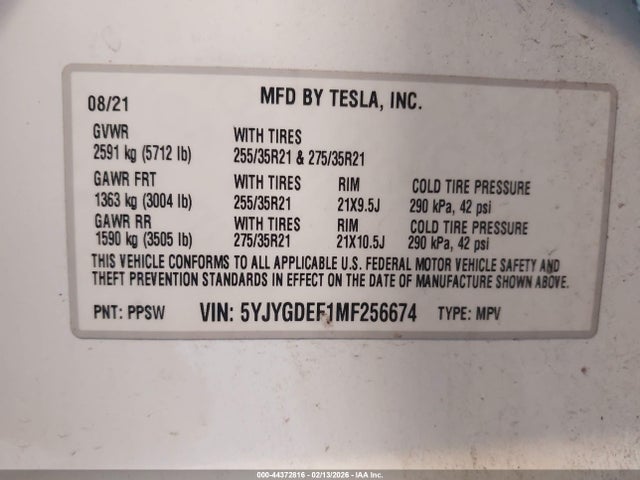 08/21 MFD BY TESLA, INC.
GVWR WITH TIRES
2591 kg (5712 lb) 255/35R21 & 275/35R21
GAWR FRT WITH TIRES RIM COLD TIRE PRESSURE
1363 kg (3004 lb) 255/35R21 21X9.5J 290 kPa, 42 psi
GAWR RR WITH TIRES RIM COLD TIRE PRESSURE
1590 kg (3505 lb) 275/35R21 21X10.5J 290 kPa, 42 psi
THIS VEHICLE CONFORMS TO ALL APPLICABLE U.S. FEDERAL MOTOR VEHICLE SAFETY AND
THEFT PREVENTION STANDARDS IN EFFECT ON THE DATE OF MANUFACTURE SHOWN ABOVE.
PNT: PPSW VIN: 5YJYGDEF1MF256674 TYPE: MPV
000-44372816 - 02/13/2026 - IAA Inc.